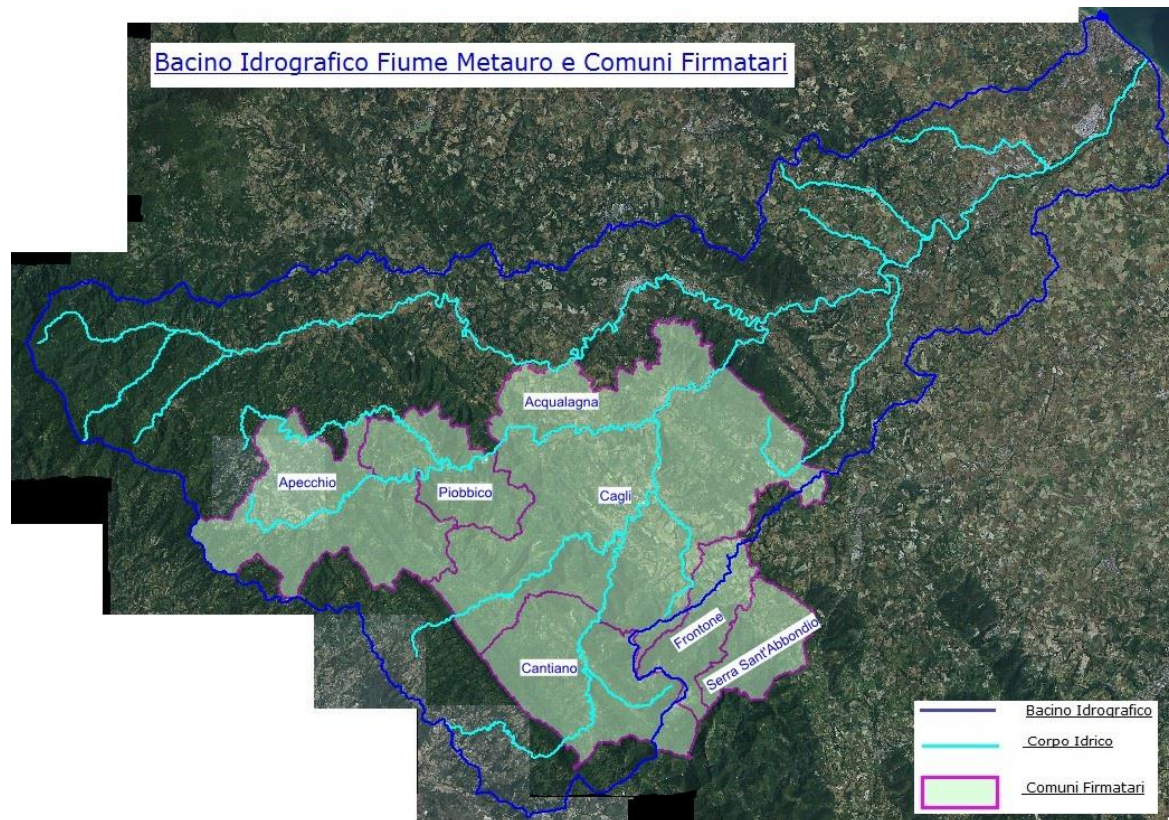 Bacino Idrografico Fiume Metauro e Comuni Firmatari
Acqualagna
Apecchio
Piobbico
Cagli
Frontone
Serra Sant'Abbondio
Cantiano
Bacino Idrografico
Corpo Idrico
Comuni Firmatari